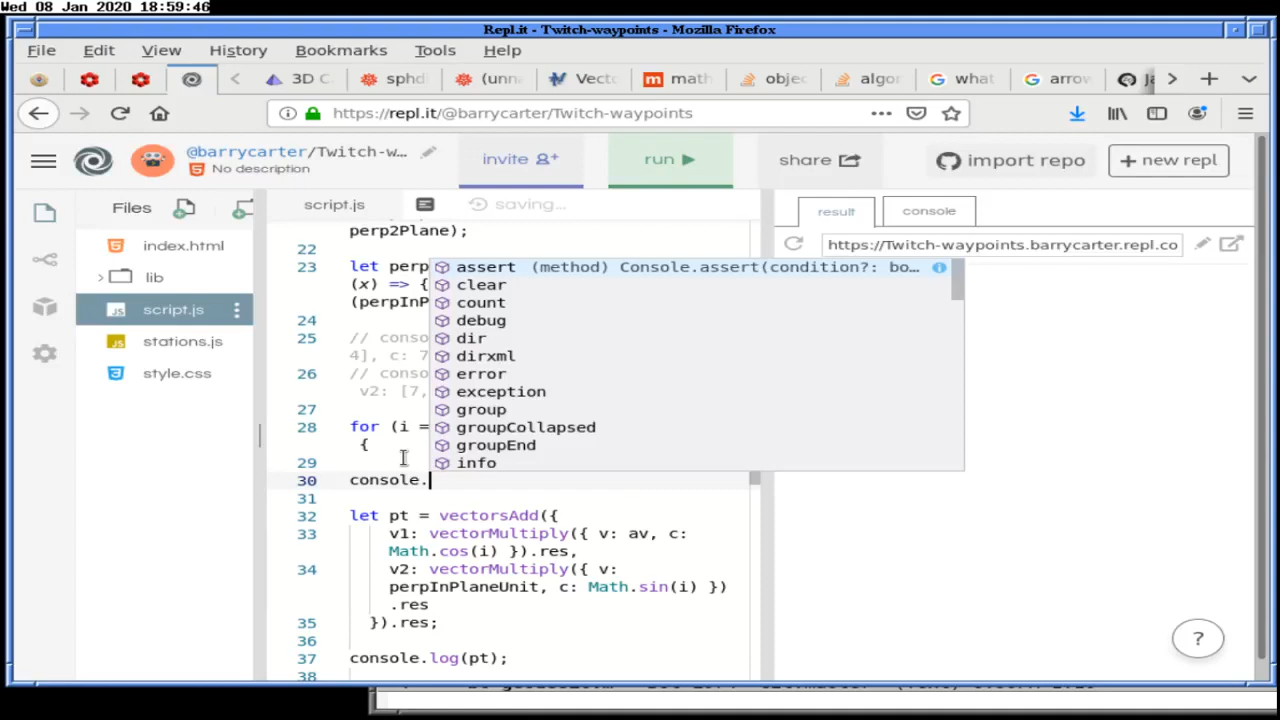 Wed 08 Jan 2020 18:59:46
Repl.it - Twitch-waypoints - Mozilla Firefox
File Edit View History Bookmarks Tools Help
3D C sphd (unna Vecto math objec algor what arrow
https://repl.it/@barrycarter/Twitch-waypoints
@barrycarter/Twitch-w...
No description
invite
run
share
import repo
+ new repl
Files
index.html
lib
script.js
stations.js
style.css
script.js
saving...
perp2Plane);
22
23 let perp
(x) => {
(perpInP
24
25 // conso
4], c: 7
26 // conso
v2: [7,
27
28 for (i =
{
29
30 console.
31
32 let pt = vectorsAdd({
33 v1: vectorMultiply({ v: av, c:
Math.cos(i) }).res,
34 v2: vectorMultiply({ v:
perpInPlaneUnit, c: Math.sin(i) })
.res
35 }).res;
36
37 console.log(pt);
38
assert (method) Console.assert(condition?: bo...
clear
count
debug
dir
dirxml
error
exception
group
groupCollapsed
groupEnd
info
result
console
https://Twitch-waypoints.barrycarter.repl.co
?